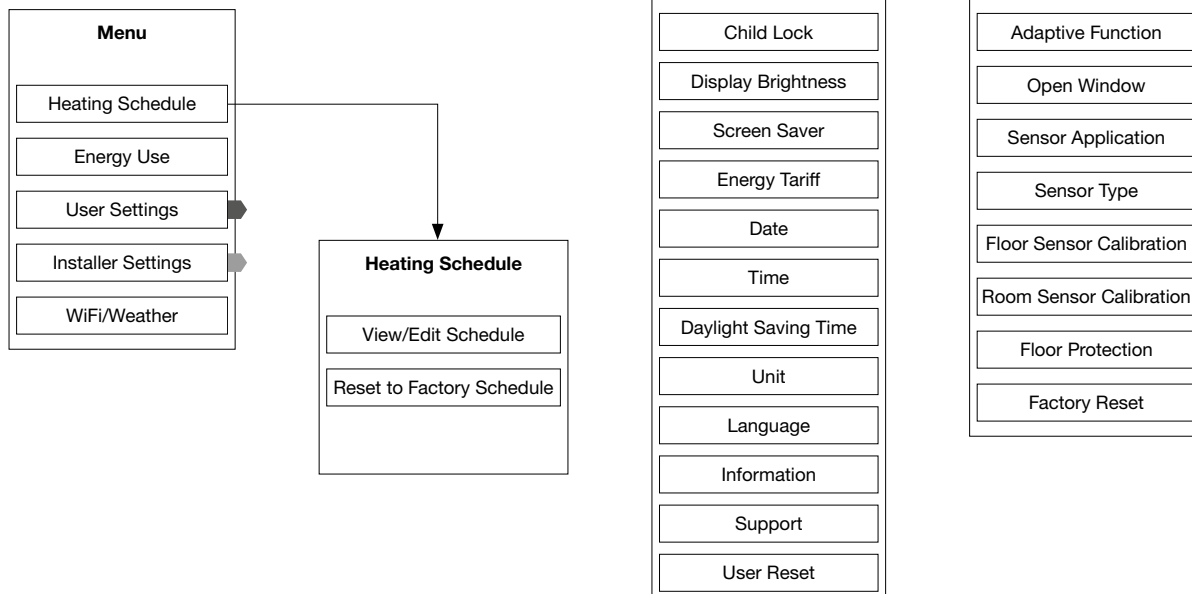 Menu
Heating Schedule
Energy Use
User Settings
Installer Settings
WiFi/Weather
Heating Schedule
View/Edit Schedule
Reset to Factory Schedule
Child Lock
Display Brightness
Screen Saver
Energy Tariff
Date
Time
Daylight Saving Time
Unit
Language
Information
Support
User Reset
Adaptive Function
Open Window
Sensor Application
Sensor Type
Floor Sensor Calibration
Room Sensor Calibration
Floor Protection
Factory Reset